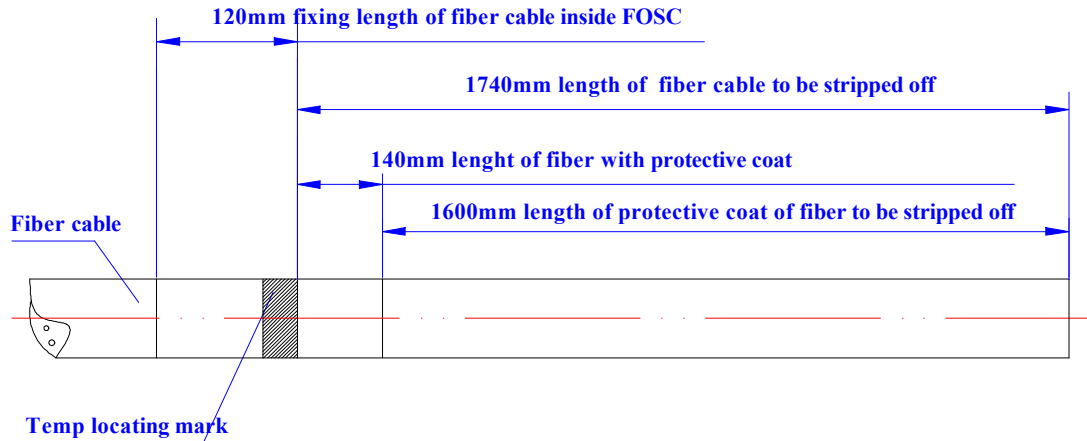 120mm fixing length of fiber cable inside FOSC
1740mm length of fiber cable to be stripped off
140mm lenght of fiber with protective coat
1600mm length of protective coat of fiber to be stripped off
Fiber cable
Temp locating mark